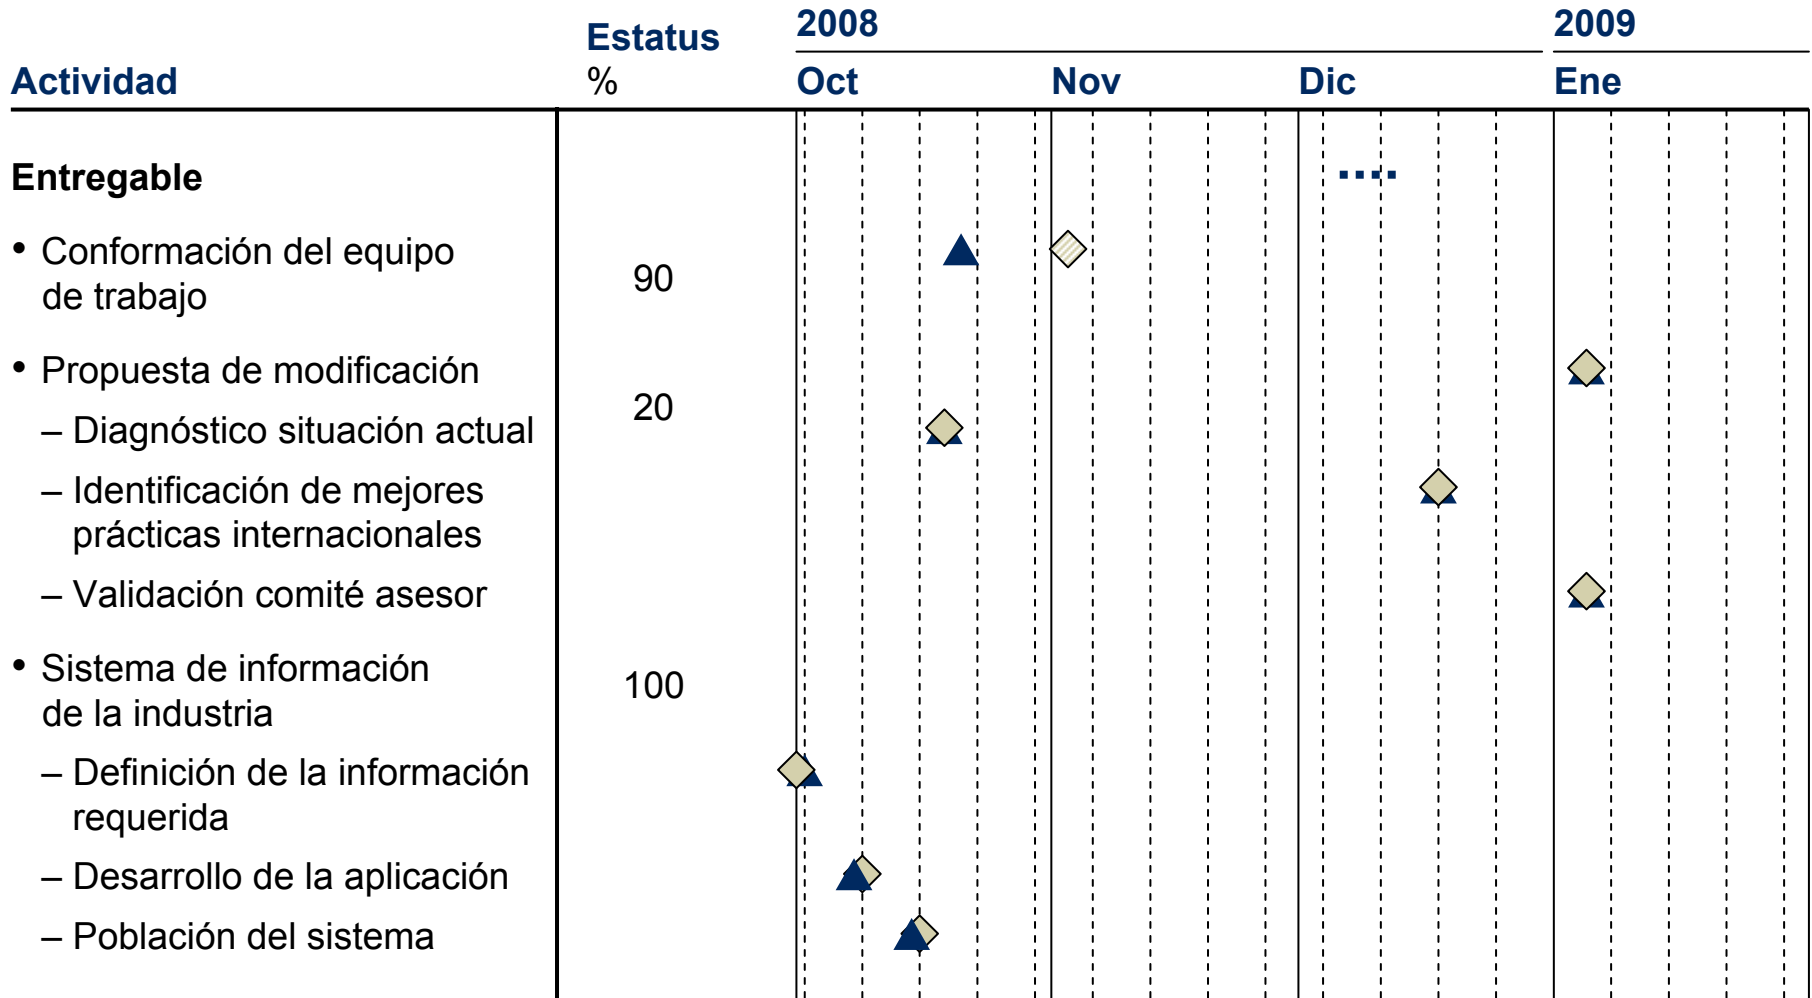 Estatus
2008
2009
Actividad
%
Oct
Nov
Dic
Ene
Entregable
• Conformación del equipo
de trabajo
90
• Propuesta de modificación
20
– Diagnóstico situación actual
– Identificación de mejores
prácticas internacionales
– Validación comité asesor
• Sistema de información
de la industria
100
– Definición de la información
requerida
– Desarrollo de la aplicación
– Población del sistema